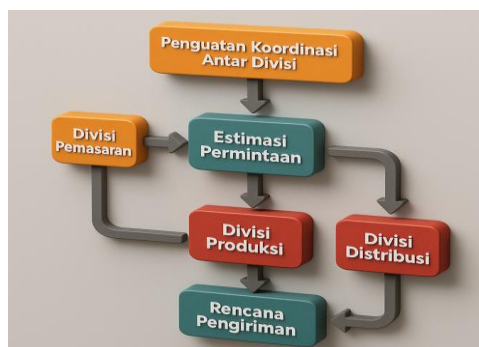 Penguatan Koordinasi
Antar Divisi
Divisi
Pemasaran
Estimasi
Permintaan
Divisi
Produksi
Divisi
Distribusi
Rencana
Pengiriman